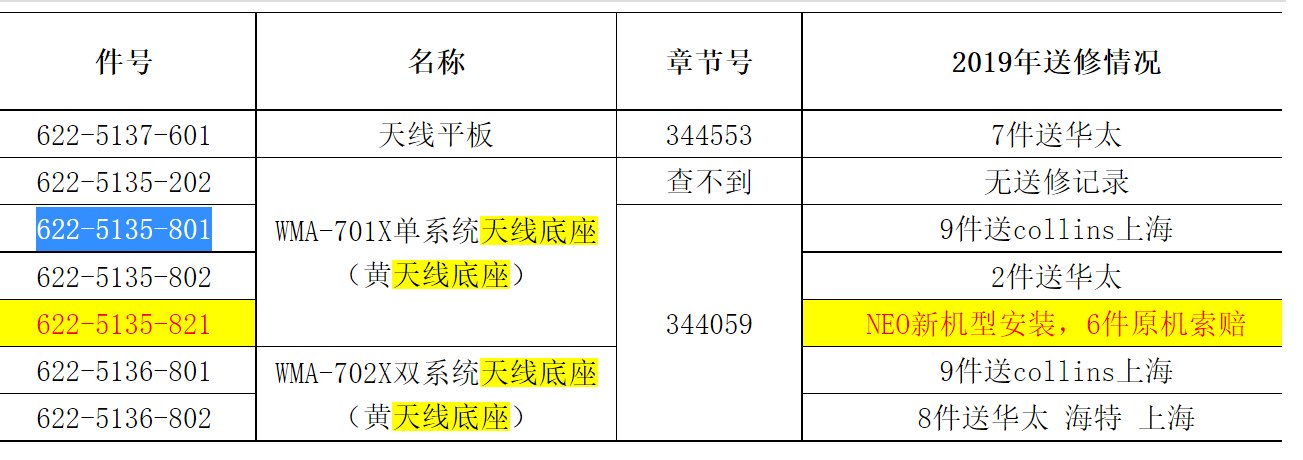 件号 名称 章节号 2019年送修情况
622-5137-601 天线平板 344553 7件送华太
622-5135-202 查不到 无送修记录
622-5135-801 WMA-701X单系统天线底座 9件送collins上海
（黄天线底座）
622-5135-802 2件送华太
622-5135-821 344059 NEO新机型安装，6件原机索赔
622-5136-801 WMA-702X双系统天线底座 9件送collins上海
（黄天线底座）
622-5136-802 8件送华太 海特 上海